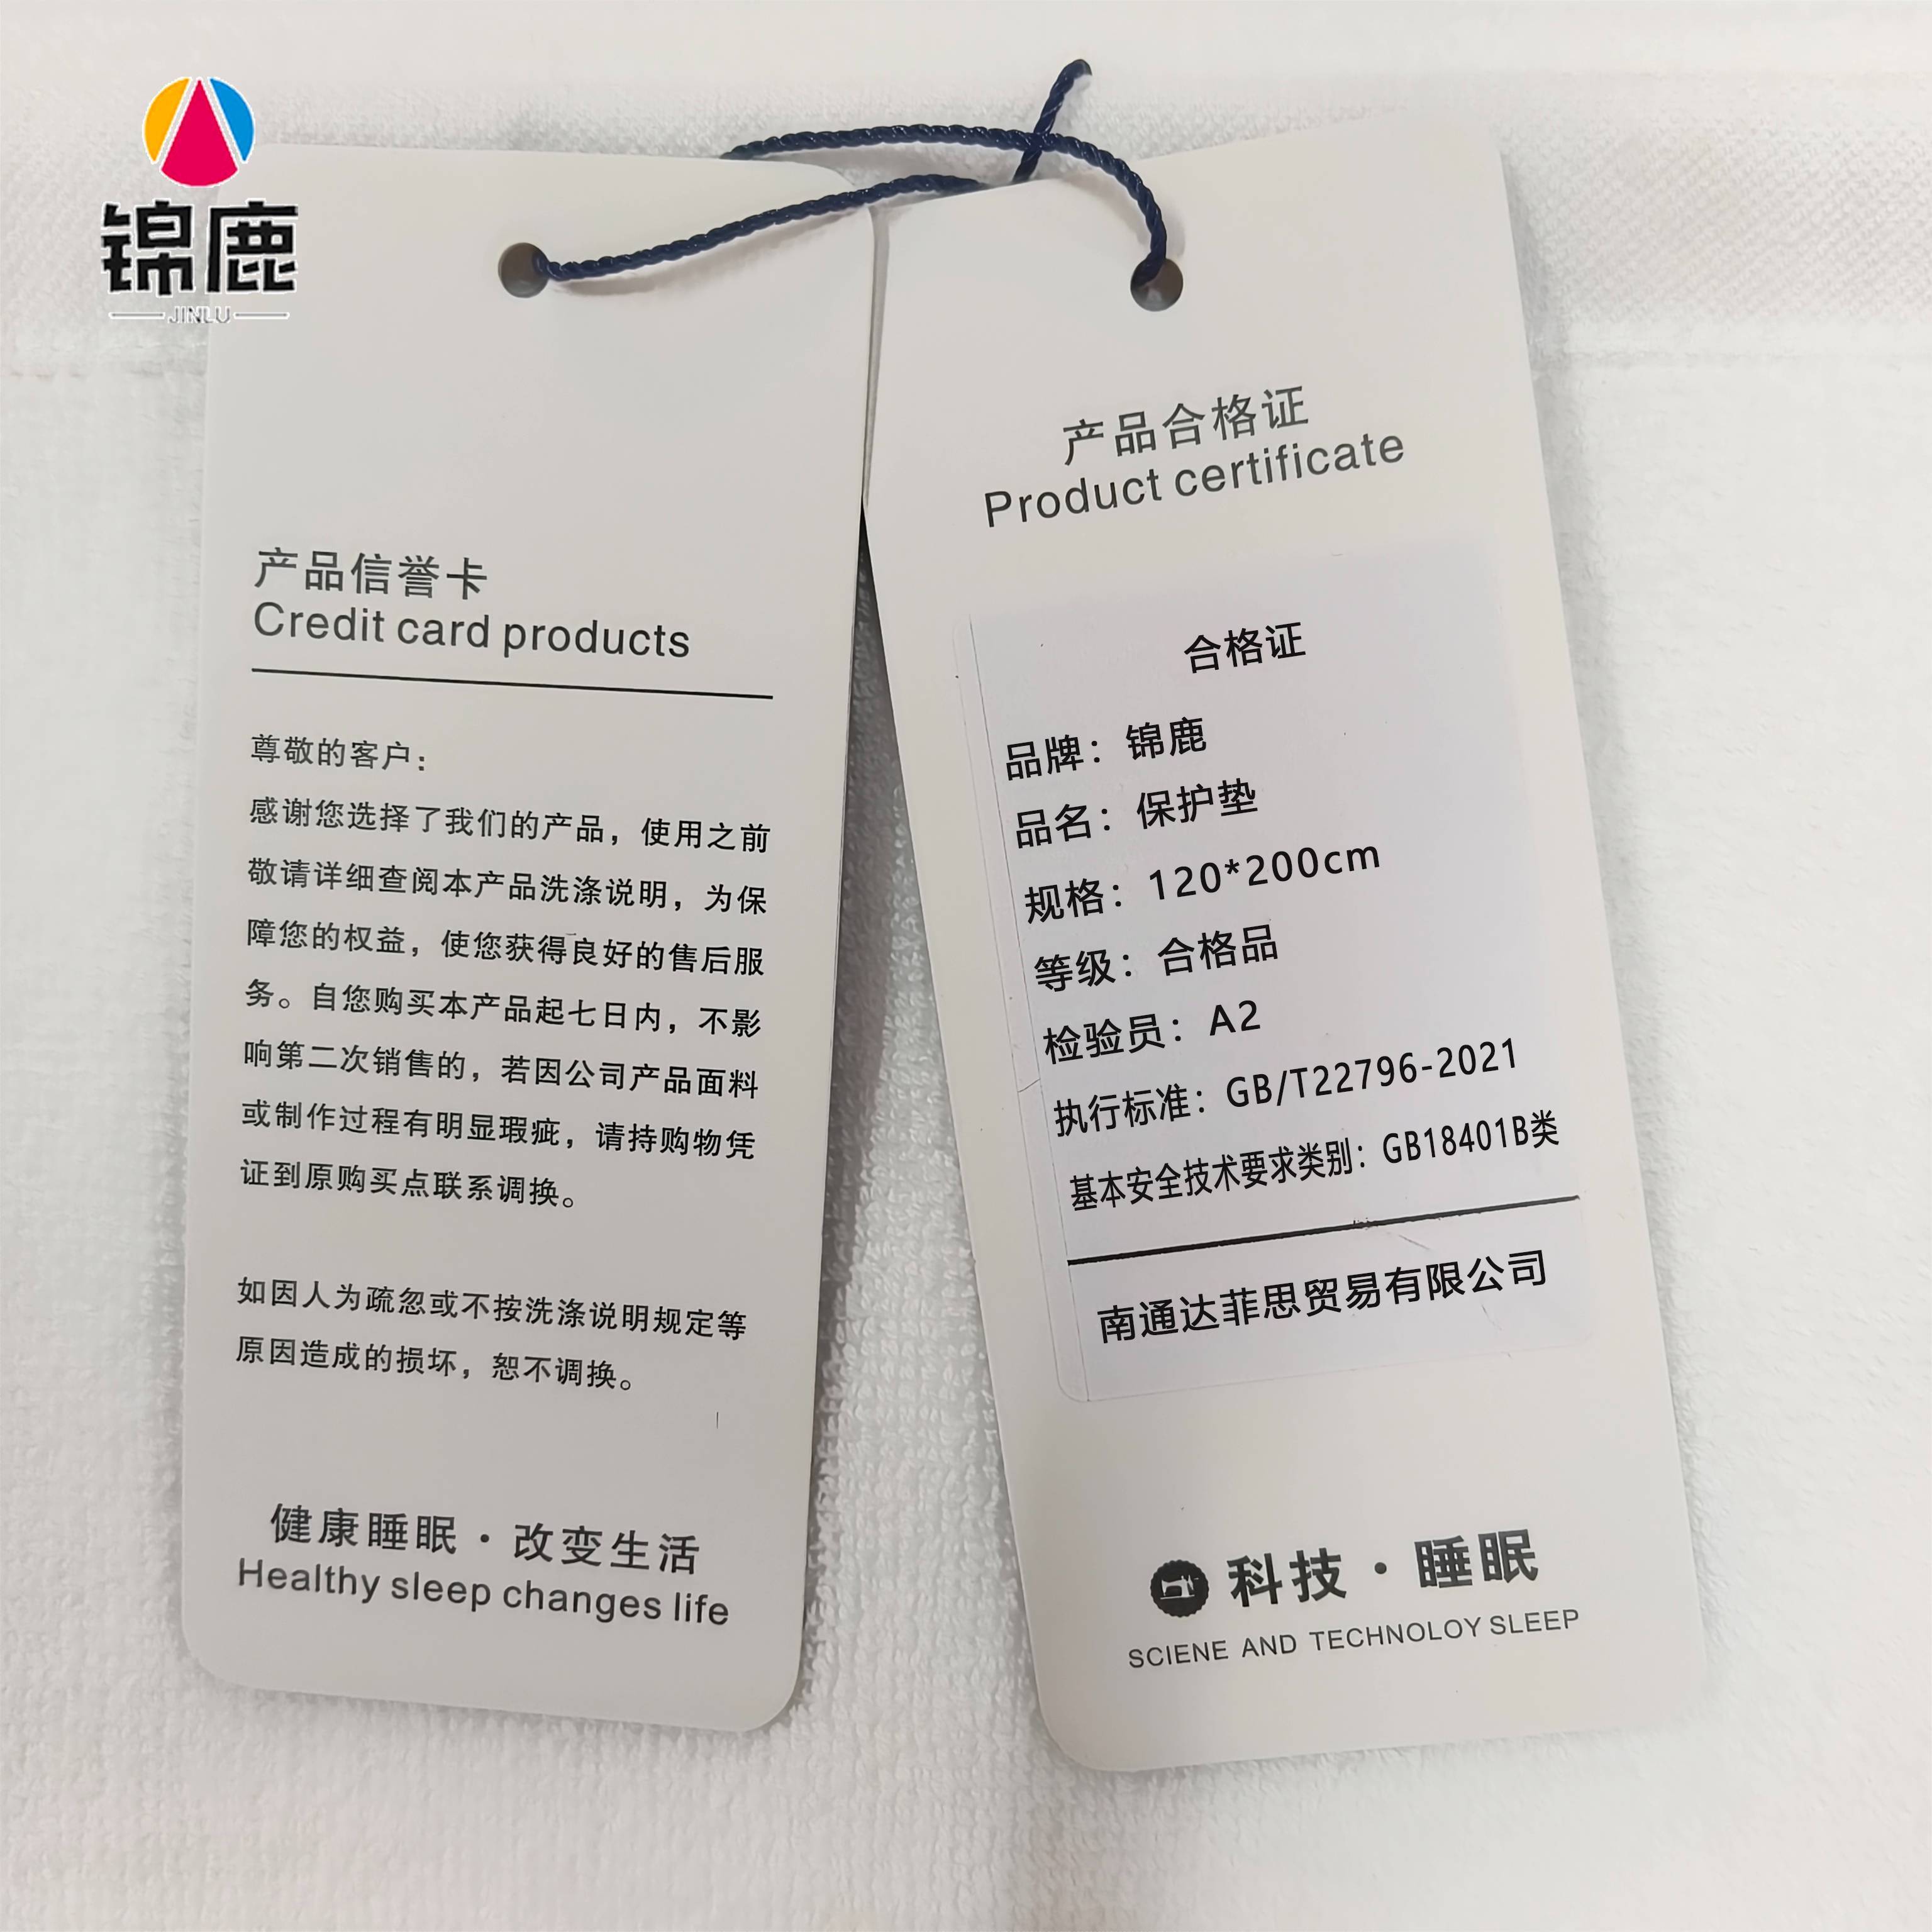 锦鹿
JINLU
产品信誉卡
Credit card products
尊敬的客户：
感谢您选择了我们的产品，使用之前
敬请详细查阅本产品洗涤说明，为保
障您的权益，使您获得良好的售后服
务。自您购买本产品起七日内，不影
响第二次销售的，若因公司产品面料
或制作过程有明显瑕疵，请持购物凭
证到原购买点联系调换。
如因人为疏忽或不按洗涤说明规定等
原因造成的损坏，恕不调换。
健康睡眠·改变生活
Healthy sleep changes life
产品合格证
Product certificate
合格证
品牌：锦鹿
品名：保护垫
规格：120*200cm
等级：合格品
检验员：A2
执行标准：GB/T22796-2021
基本安全技术要求类别：GB18401B类
南通达菲思贸易有限公司
科技·睡眠
SCIENE AND TECHNOLOY SLEEP